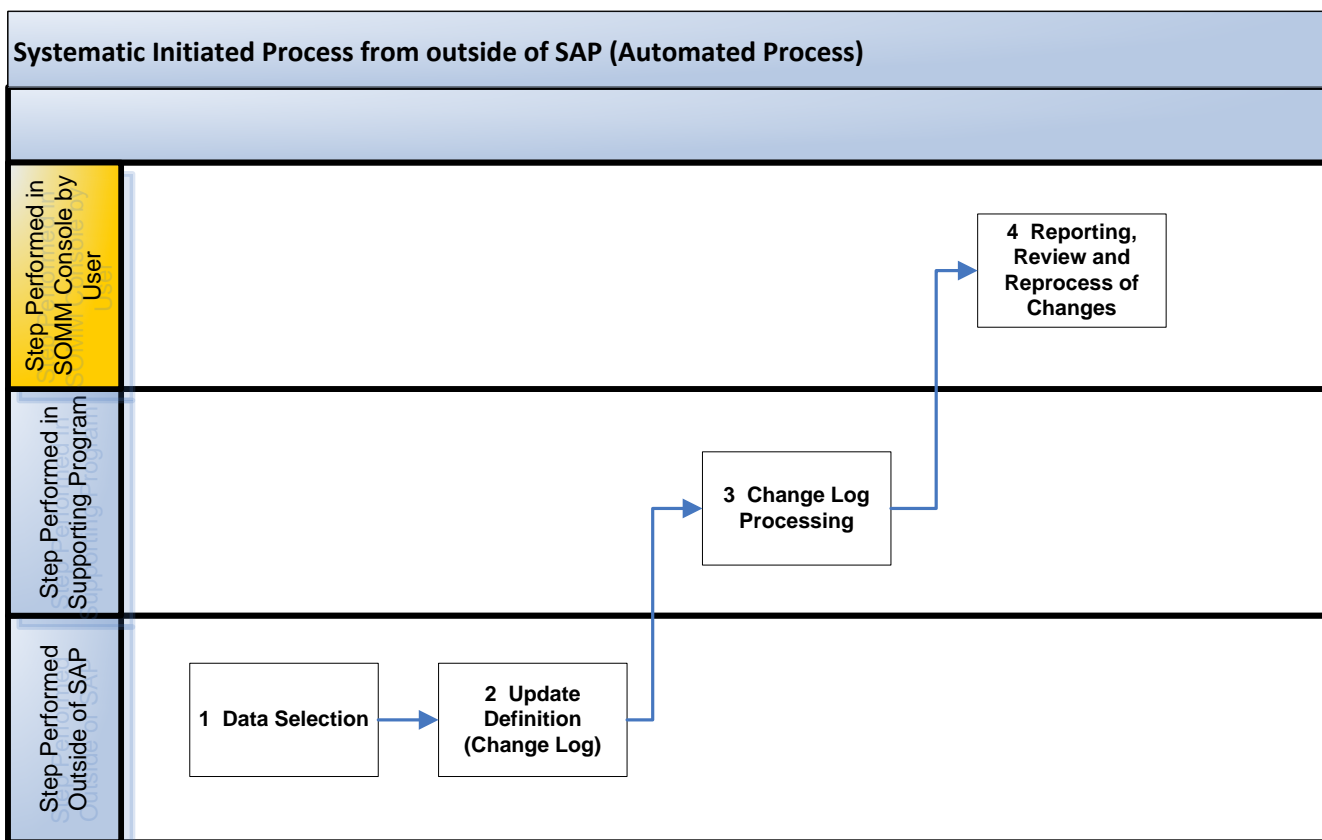 Systematic Initiated Process from outside of SAP (Automated Process)
Step Performed in
SOMM Console by
User
4 Reporting,
Review and
Reprocess of
Changes
Step Performed in
Supporting Program
3 Change Log
Processing
Step Performed
Outside of SAP
1 Data Selection
2 Update
Definition
(Change Log)